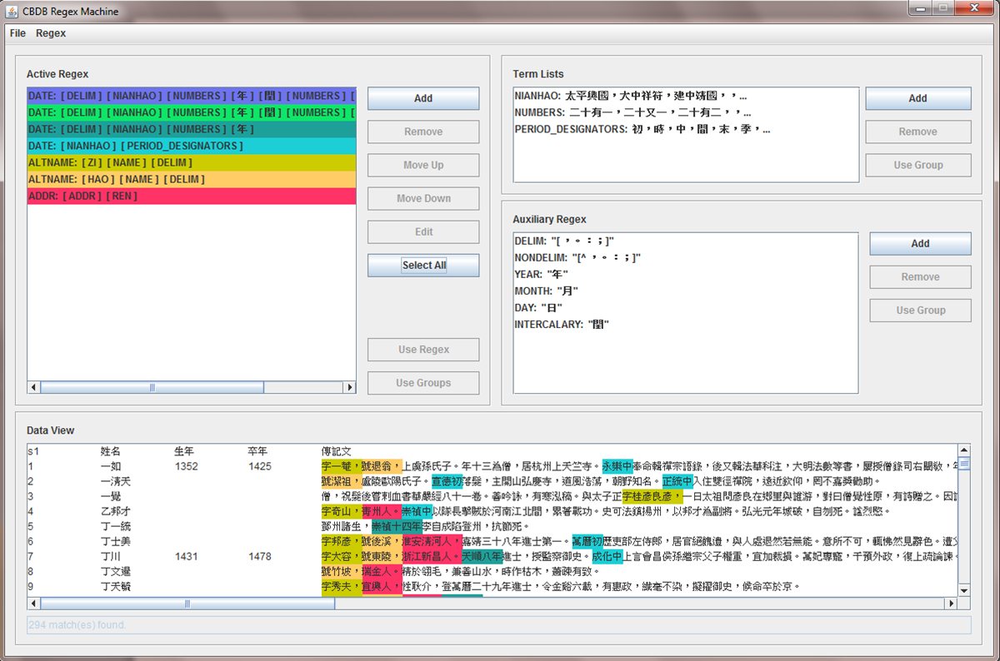 CBDB Regex Machine
File Regex
Active Regex
DATE: [ DELIM ] [ NIANHAO ] [ NUMBERS ] [ 年 ] [ 閏 ] [ NUMBERS ] [
DATE: [ DELIM ] [ NIANHAO ] [ NUMBERS ] [ 年 ] [ 閏 ] [ NUMBERS ] [
DATE: [ DELIM ] [ NIANHAO ] [ NUMBERS ] [ 年 ]
DATE: [ NIANHAO ] [ PERIOD_DESIGNATORS ]
ALTNAME: [ ZI ] [ NAME ] [ DELIM ]
ALTNAME: [ HAO ] [ NAME ] [ DELIM ]
ADDR: [ ADDR ] [ REN ]
Add
Remove
Move Up
Move Down
Edit
Select All
Use Regex
Use Groups
Term Lists
NIANHAO: 太平興國，大中祥符，建中靖國，，...
NUMBERS: 二十有一，二十又一，二十有二，，...
PERIOD_DESIGNATORS: 初，時，中，間，末，季，...
Add
Remove
Use Group
Auxiliary Regex
DELIM: "[，。：；]"
NONDELIM: "[^，。：；]"
YEAR: "年"
MONTH: "月"
DAY: "日"
INTERCALARY: "閏"
Add
Remove
Use Group
Data View
s1 姓名 生年 卒年 傳記文
1 一如 1352 1425 字一菴，號退翁，上虞孫氏子。年十三為僧，居杭州上天竺寺。永樂中奉命輯禪宗語錄，後又輯法華科注，大明法數等書，屢授僧錄司右闡教，年
2 一清天 號潔祖，盧陵歐陽氏子。宣德初落髮，主閩山弘慶寺，道風浩蕩，朝野知名。正統中入住雙徑禪院，遠近欽仰，罔不嘉獎勸助。
3 一覺 僧，祝髮後嘗刺血書華嚴經八十一卷。善吟詠，有寒泓稿。與太子正字桂彥良彥，一日太祖問彥良在鄉里與誰游，對曰僧覺性原，有詩贈之。因
4 乙邦才 字奇山，青州人。崇禎中以隊長擊賊於河南江北間，累著戰功。史可法鎮揚州，以邦才為副將。弘光元年城破，自刎死。諡烈愍。
5 丁一統 鄧州諸生，崇禎十四年李自成陷登州，抗節死。
6 丁士美 字邦彥，號後溪，淮安清河人，嘉靖三十八年進士第一。萬曆初歷吏部左侍郎，居官絕餽遺，與人處退然若無能。意所不可，輒怫然見辭色。遭父
7 丁川 1431 1478 字大容，號東陵，浙江新昌人。天順八年進士，授監察御史。成化中上言會昌侯孫繼宗父子權重，宜加裁損。萬妃專寵，干預外政，復上疏論諫。
8 丁文暹 號竹坡，瑞金人。精於翎毛，兼善山水，時作枯木，蕭疎有致。
9 丁天毓 字秀夫，宜興人，性耿介，登萬曆二十九年進士，令金谿六載，有惠政，纖毫不染，擬擢御史，候命卒於京。
294 match(es) found.